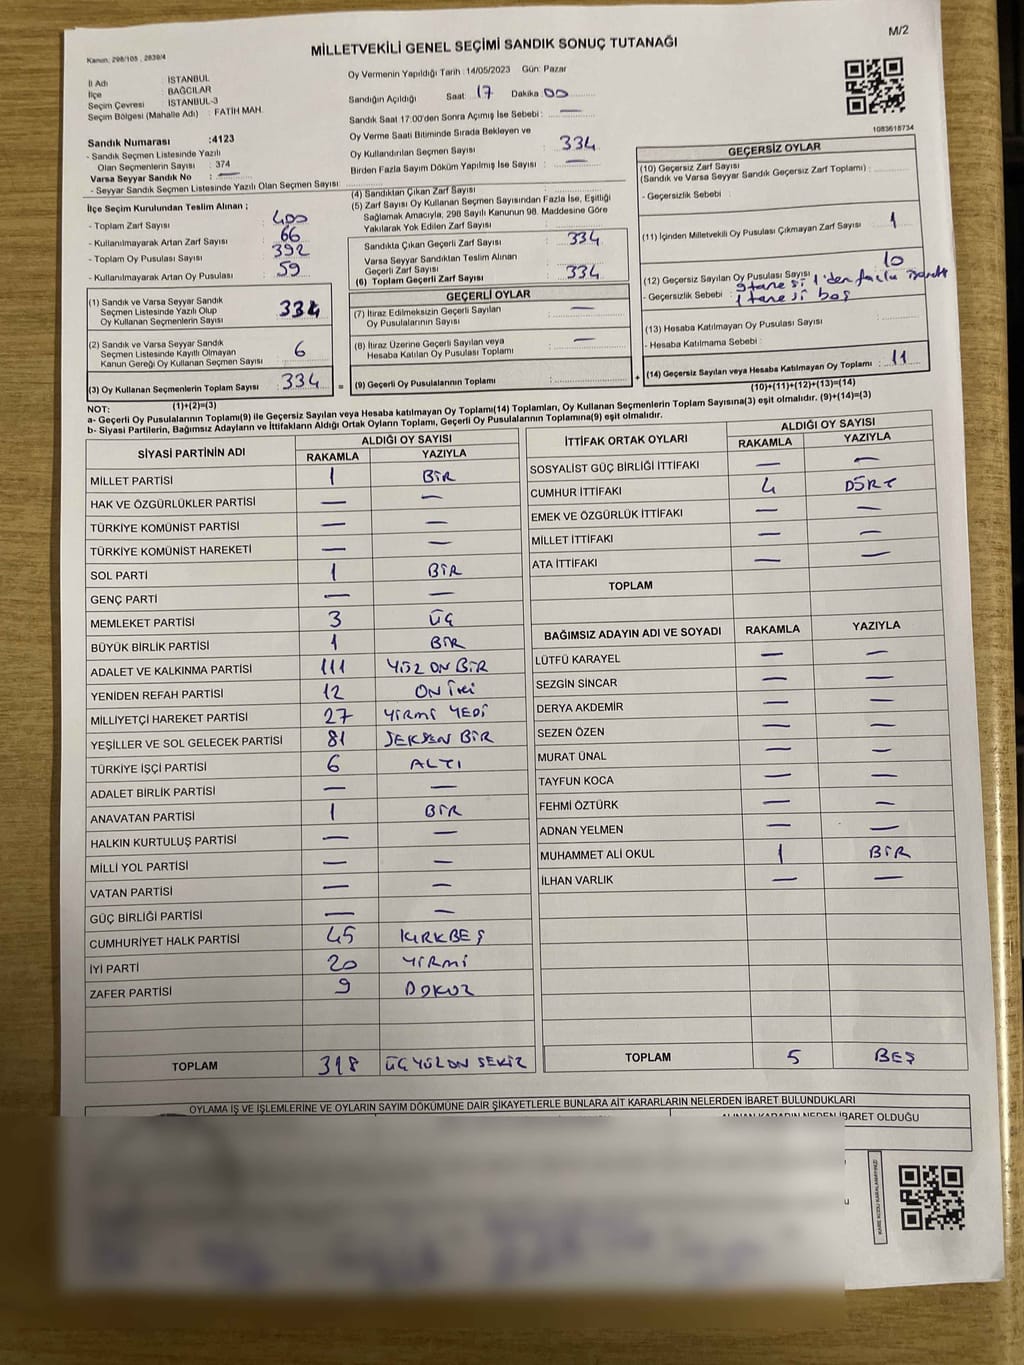 M/2
MİLLETVEKİLİ GENEL SEÇİMİ SANDIK SONUÇ TUTANAĞI
Kanun: 298/105 , 2839/4
İl Adı : İSTANBUL
İlçe : BAĞCILAR
Seçim Çevresi : İSTANBUL-3
Seçim Bölgesi (Mahalle Adı) : FATİH MAH.
Oy Vermenin Yapıldığı Tarih :14/05/2023 Gün: Pazar
Sandığın Açıldığı Saat: 17 Dakika: 00
Sandık Saat 17:00'den Sonra Açılmış İse Sebebi : —
Oy Verme Saati Bitiminde Sırada Bekleyen ve
Oy Kullandırılan Seçmen Sayısı 334
Birden Fazla Sayım Döküm Yapılmış İse Sayısı : —
1083618734
Sandık Numarası :4123
- Sandık Seçmen Listesinde Yazılı
Olan Seçmenlerin Sayısı : 374
Varsa Seyyar Sandık No : —
- Seyyar Sandık Seçmen Listesinde Yazılı Olan Seçmen Sayısı :
İlçe Seçim Kurulundan Teslim Alınan ;
- Toplam Zarf Sayısı : 400
- Kullanılmayarak Artan Zarf Sayısı : 66
- Toplam Oy Pusulası Sayısı : 392
- Kullanılmayarak Artan Oy Pusulası : 59
(1) Sandık ve Varsa Seyyar Sandık
Seçmen Listesinde Yazılı Olup
Oy Kullanan Seçmenlerin Sayısı 334
(2) Sandık ve Varsa Seyyar Sandık
Seçmen Listesinde Kayıtlı Olmayan
Kanun Gereği Oy Kullanan Seçmen Sayısı 6
(3) Oy Kullanan Seçmenlerin Toplam Sayısı 334 =
(1)+(2)=(3)
(4) Sandıktan Çıkan Zarf Sayısı :
(5) Zarf Sayısı Oy Kullanan Seçmen Sayısından Fazla İse, Eşitliği
Sağlamak Amacıyla, 298 Sayılı Kanunun 98. Maddesine Göre
Yakılarak Yok Edilen Zarf Sayısı :
Sandıkta Çıkan Geçerli Zarf Sayısı : 334
Varsa Seyyar Sandıktan Teslim Alınan
Geçerli Zarf Sayısı
(6) Toplam Geçerli Zarf Sayısı : 334
GEÇERLİ OYLAR
(7) İtiraz Edilmeksizin Geçerli Sayılan
Oy Pusulalarının Sayısı : —
(8) İtiraz Üzerine Geçerli Sayılan veya
Hesaba Katılan Oy Pusulası Toplamı : —
(9) Geçerli Oy Pusulalarının Toplamı : +
GEÇERSİZ OYLAR
(10) Geçersiz Zarf Sayısı
(Sandık ve Varsa Seyyar Sandık Geçersiz Zarf Toplamı) :
- Geçersizlik Sebebi :
(11) İçinden Milletvekili Oy Pusulası Çıkmayan Zarf Sayısı : 1
(12) Geçersiz Sayılan Oy Pusulası Sayısı : 10
- Geçersizlik Sebebi : 9 tanesi 1'den fazla
1 tanesi boş
(13) Hesaba Katılmayan Oy Pusulası Sayısı :
- Hesaba Katılmama Sebebi :
(14) Geçersiz Sayılan veya Hesaba Katılmayan Oy Toplamı : 11
(10)+(11)+(12)+(13)=(14)
NOT:
a- Geçerli Oy Pusulalarının Toplamı(9) ile Geçersiz Sayılan veya Hesaba katılmayan Oy Toplamı(14) Toplamları, Oy Kullanan Seçmenlerin Toplam Sayısına(3) eşit olmalıdır. (9)+(14)=(3)
b- Siyasi Partilerin, Bağımsız Adayların ve İttifakların Aldığı Ortak Oyların Toplamı, Geçerli Oy Pusulalarının Toplamına(9) eşit olmalıdır.
SİYASİ PARTİNİN ADI ALDIĞI OY SAYISI
RAKAMLA YAZIYLA
MİLLET PARTİSİ 1 BİR
HAK VE ÖZGÜRLÜKLER PARTİSİ — —
TÜRKİYE KOMÜNİST PARTİSİ — —
TÜRKİYE KOMÜNİST HAREKETİ — —
SOL PARTİ 1 BİR
GENÇ PARTİ — —
MEMLEKET PARTİSİ 3 ÜÇ
BÜYÜK BİRLİK PARTİSİ 1 BİR
ADALET VE KALKINMA PARTİSİ 111 YÜZ ON BİR
YENİDEN REFAH PARTİSİ 12 ON İKİ
MİLLİYETÇİ HAREKET PARTİSİ 27 YİRMİ YEDİ
YEŞİLLER VE SOL GELECEK PARTİSİ 81 SEKSEN BİR
TÜRKİYE İŞÇİ PARTİSİ 6 ALTI
ADALET BİRLİK PARTİSİ — —
ANAVATAN PARTİSİ 1 BİR
HALKIN KURTULUŞ PARTİSİ — —
MİLLİ YOL PARTİSİ — —
VATAN PARTİSİ — —
GÜÇ BİRLİĞİ PARTİSİ — —
CUMHURİYET HALK PARTİSİ 45 KIRKBEŞ
İYİ PARTİ 20 YİRMİ
ZAFER PARTİSİ 9 DOKUZ
TOPLAM 318 ÜÇ YÜZ ON SEKİZ
İTTİFAK ORTAK OYLARI ALDIĞI OY SAYISI
RAKAMLA YAZIYLA
SOSYALİST GÜÇ BİRLİĞİ İTTİFAKI — —
CUMHUR İTTİFAKI 4 DÖRT
EMEK VE ÖZGÜRLÜK İTTİFAKI — —
MİLLET İTTİFAKI — —
ATA İTTİFAKI — —
TOPLAM
BAĞIMSIZ ADAYIN ADI VE SOYADI RAKAMLA YAZIYLA
LÜTFÜ KARAYEL — —
SEZGİN SİNCAR — —
DERYA AKDEMİR — —
SEZEN ÖZEN — —
MURAT ÜNAL — —
TAYFUN KOCA — —
FEHMİ ÖZTÜRK — —
ADNAN YELMEN — —
MUHAMMET ALİ OKUL 1 BİR
İLHAN VARLIK — —
TOPLAM 5 BEŞ
OYLAMA İŞ VE İŞLEMLERİNE VE OYLARIN SAYIM DÖKÜMÜNE DAİR ŞİKAYETLERLE BUNLARA AİT KARARLARIN NELERDEN İBARET BULUNDUKLARI
ALINAN KARARIN NEDEN İBARET OLDUĞU
KARE KODU KARALAMAYINIZ!